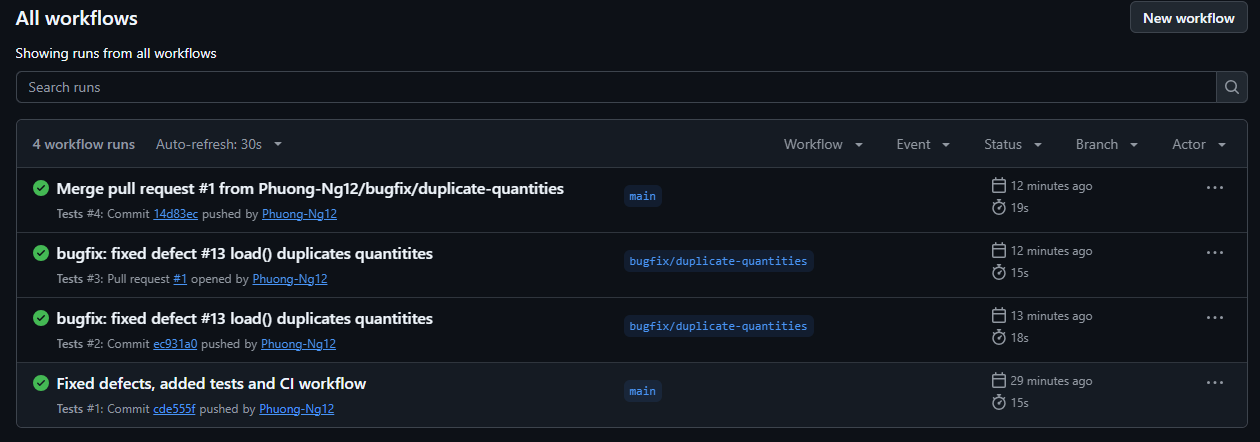 All workflows
New workflow
Showing runs from all workflows
Search runs
4 workflow runs Auto-refresh: 30s Workflow Event Status Branch Actor
Merge pull request #1 from Phuong-Ng12/bugfix/duplicate-quantities
main
12 minutes ago
Tests #4: Commit 14d83ec pushed by Phuong-Ng12
19s
bugfix: fixed defect #13 load() duplicates quantitites
bugfix/duplicate-quantities
12 minutes ago
Tests #3: Pull request #1 opened by Phuong-Ng12
15s
bugfix: fixed defect #13 load() duplicates quantitites
bugfix/duplicate-quantities
13 minutes ago
Tests #2: Commit ec931a0 pushed by Phuong-Ng12
18s
Fixed defects, added tests and CI workflow
main
29 minutes ago
Tests #1: Commit cde555f pushed by Phuong-Ng12
15s